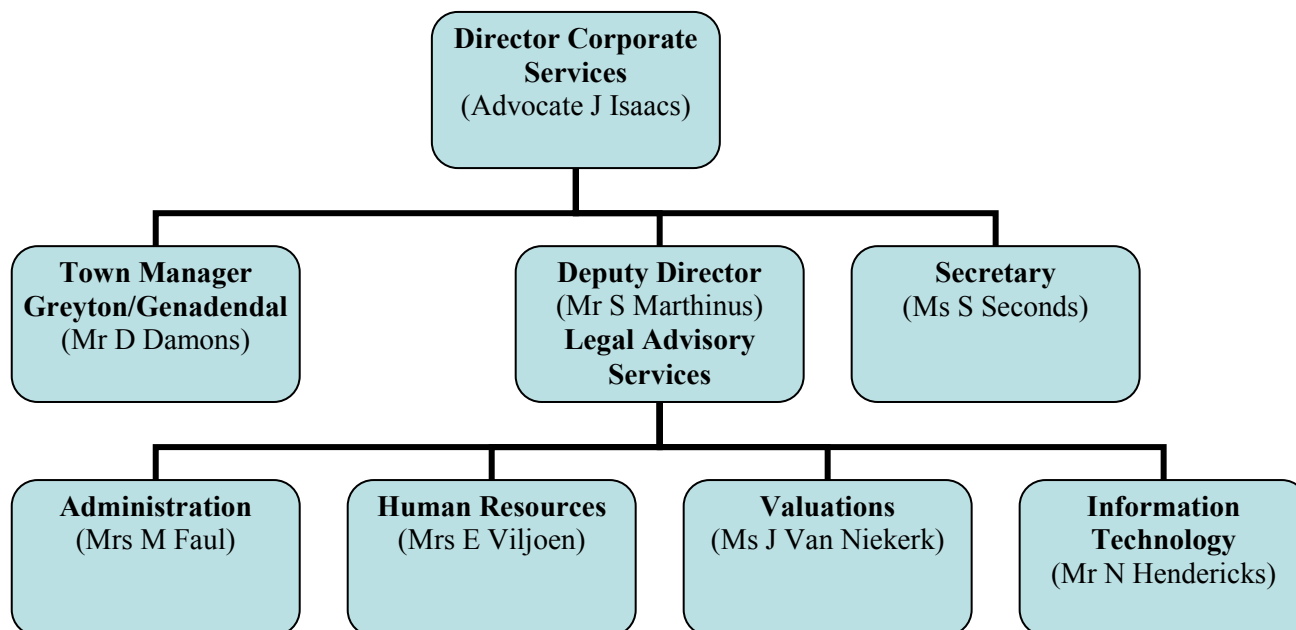 Director Corporate
Services
(Advocate J Isaacs)
Town Manager
Greyton/Genadendal
(Mr D Damons)
Deputy Director
(Mr S Marthinus)
Legal Advisory
Services
Secretary
(Ms S Seconds)
Administration
(Mrs M Faul)
Human Resources
(Mrs E Viljoen)
Valuations
(Ms J Van Niekerk)
Information
Technology
(Mr N Hendericks)